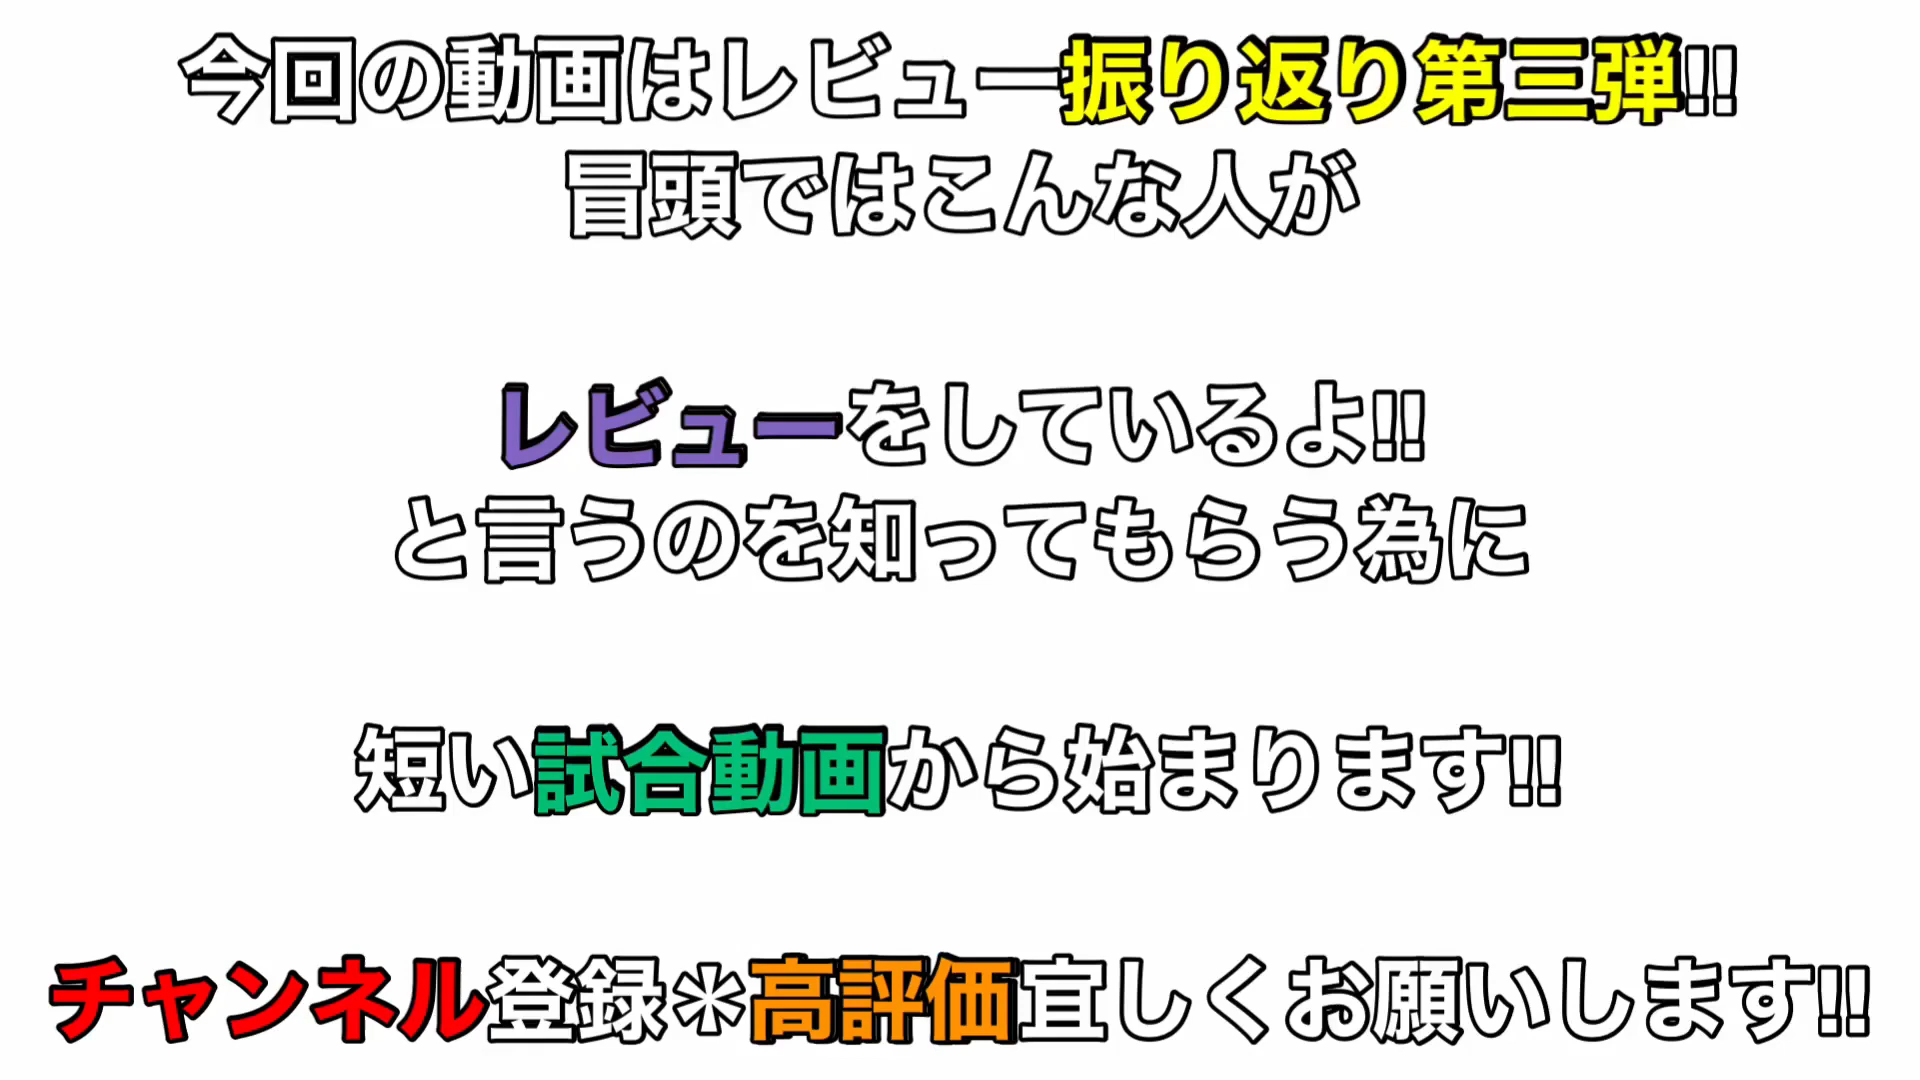 今回の動画はレビュー振り返り第三弾!!
冒頭ではこんな人が
レビューをしているよ!!
と言うのを知ってもらう為に
短い試合動画から始まります!!
チャンネル登録＊高評価宜しくお願いします!!